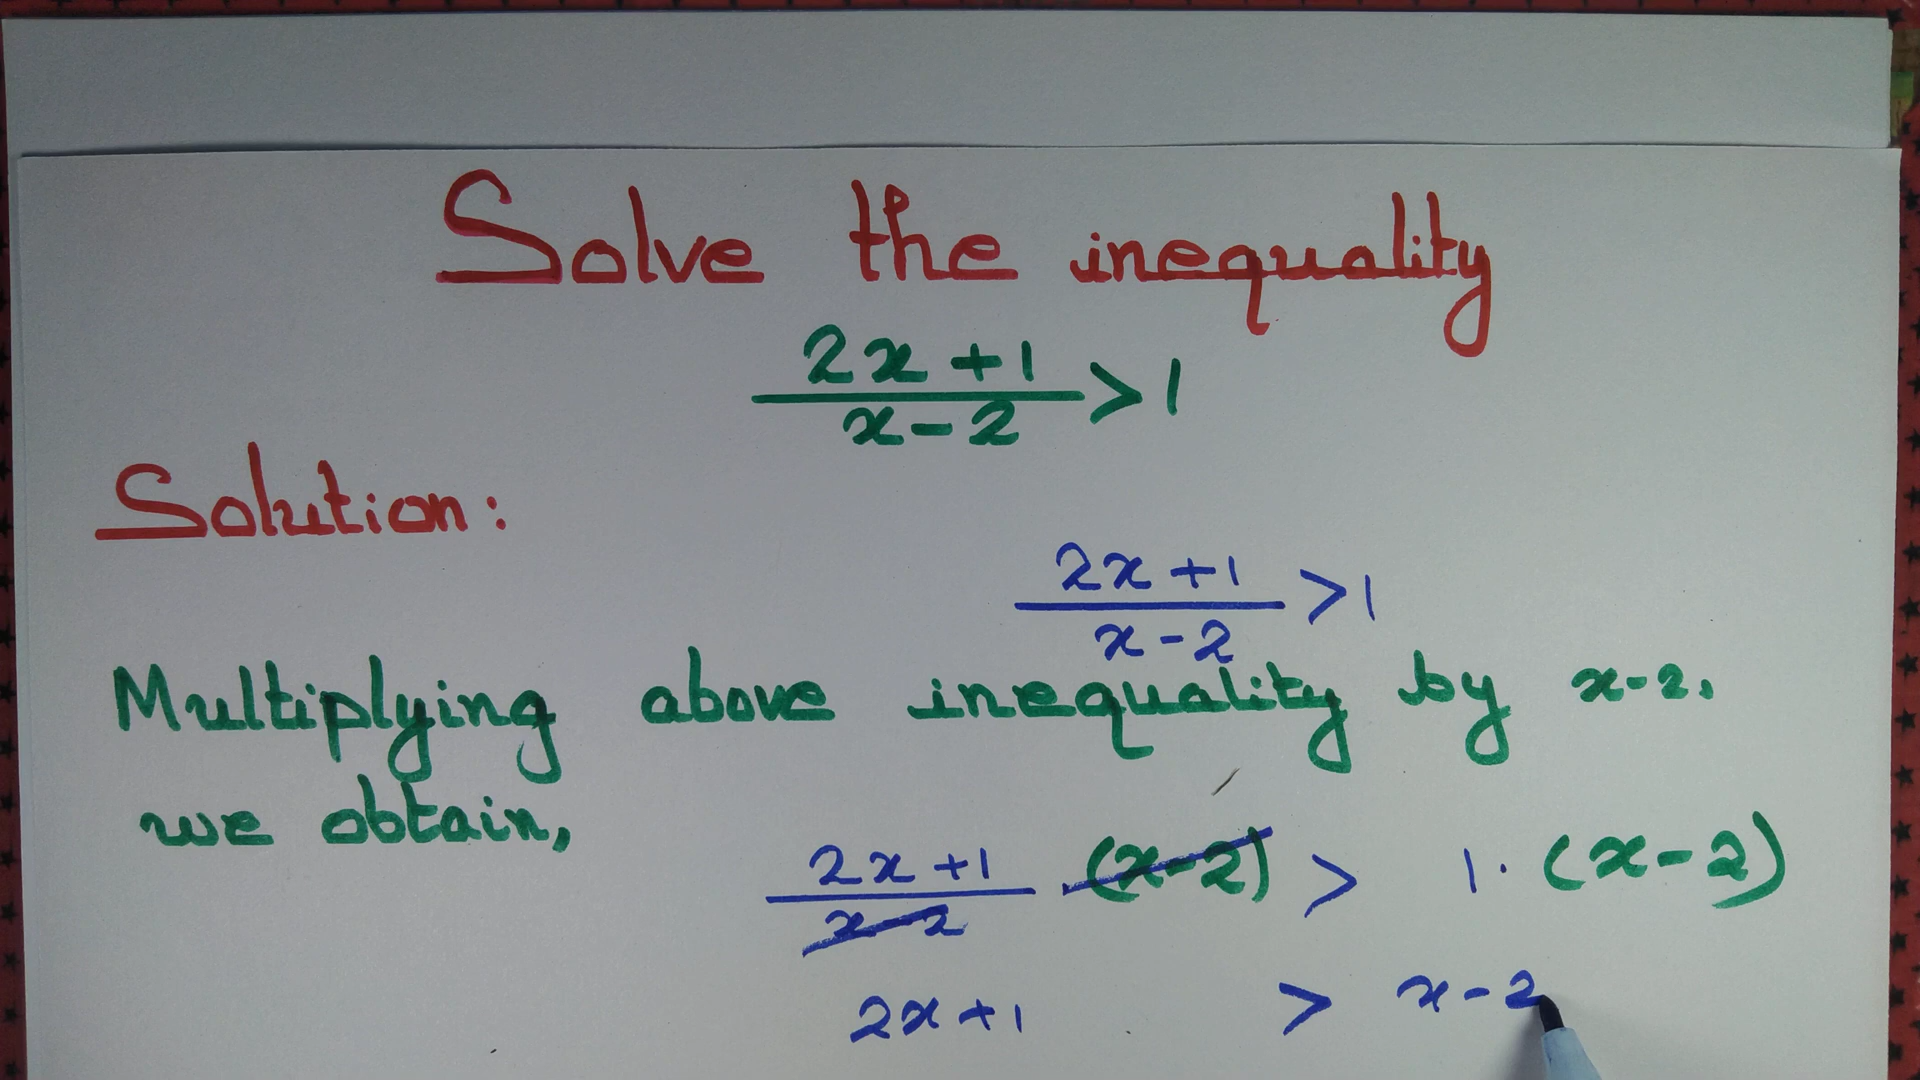 Solve the inequality
2x+1
x-2 > 1
Solution:
2x+1
x-2 > 1
Multiplying above inequality by x-2.
we obtain,
2x+1 . (x-2) > 1. (x-2)
x-2
2x+1 > x-2